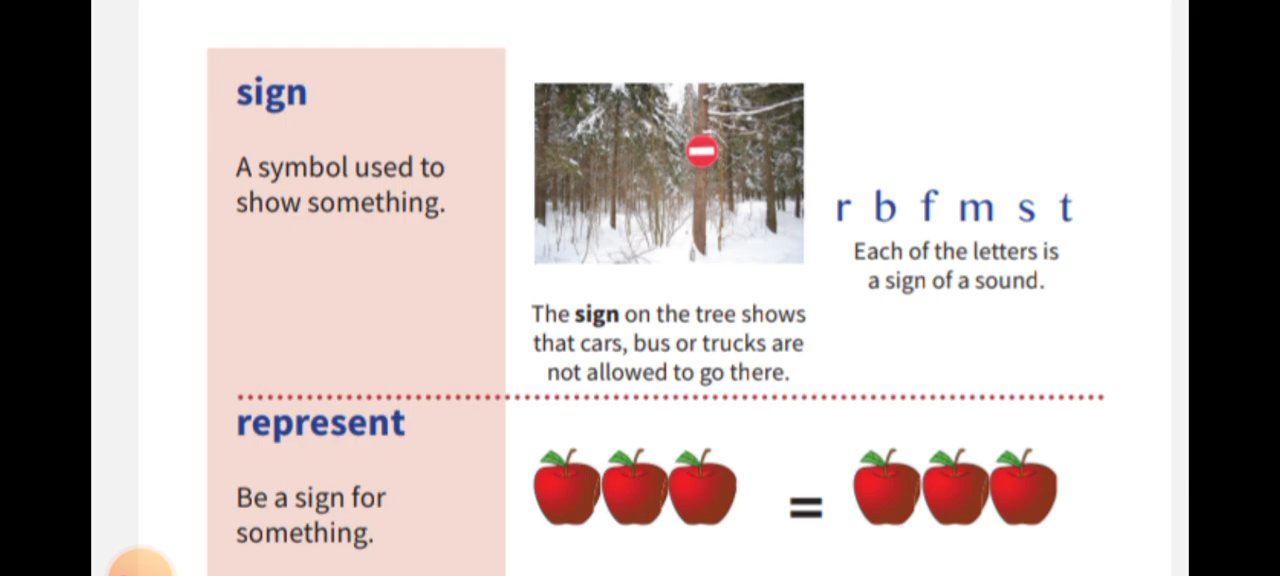 sign
A symbol used to
show something.
r b f m s t
Each of the letters is
a sign of a sound.
The sign on the tree shows
that cars, bus or trucks are
not allowed to go there.
represent
Be a sign for
something.
=